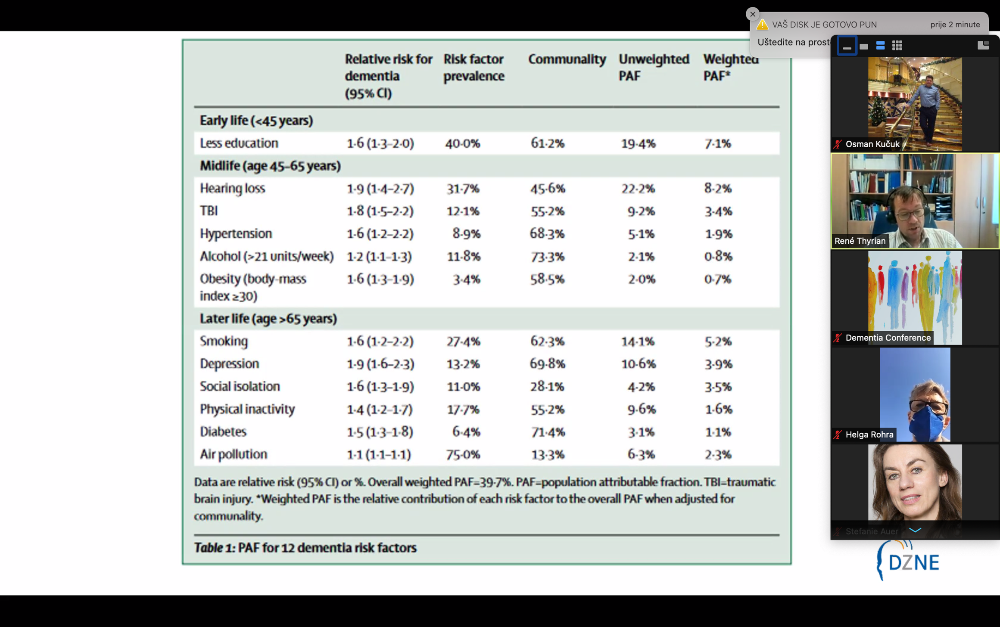 VAŠ DISK JE GOTOVO PUN
prije 2 minute
Uštedite na
Relative risk for dementia (95% CI) Risk factor prevalence Communality Unweighted PAF Weighted PAF*
Early life (<45 years)
Less education 1·6 (1·3–2·0) 40·0% 61·2% 19·4% 7·1%
Midlife (age 45–65 years)
Hearing loss 1·9 (1·4–2·7) 31·7% 45·6% 22·2% 8·2%
TBI 1·8 (1·5–2·2) 12·1% 55·2% 9·2% 3·4%
Hypertension 1·6 (1·2–2·2) 8·9% 68·3% 5·1% 1·9%
Alcohol (>21 units/week) 1·2 (1·1–1·3) 11·8% 73·3% 2·1% 0·8%
Obesity (body-mass 1·6 (1·3–1·9) 3·4% 58·5% 2·0% 0·7%
index ≥30)
Later life (age >65 years)
Smoking 1·6 (1·2–2·2) 27·4% 62·3% 14·1% 5·2%
Depression 1·9 (1·6–2·3) 13·2% 69·8% 10·6% 3·9%
Social isolation 1·6 (1·3–1·9) 11·0% 28·1% 4·2% 3·5%
Physical inactivity 1·4 (1·2–1·7) 17·7% 55·2% 9·6% 1·6%
Diabetes 1·5 (1·3–1·8) 6·4% 71·4% 3·1% 1·1%
Air pollution 1·1 (1·1–1·1) 75·0% 13·3% 6·3% 2·3%
Data are relative risk (95% CI) or %. Overall weighted PAF=39·7%. PAF=population attributable fraction. TBI=traumatic
brain injury. *Weighted PAF is the relative contribution of each risk factor to the overall PAF when adjusted for
communality.
Table 1: PAF for 12 dementia risk factors
Osman Kučuk
René Thyrian
Dementia Conference
Helga Rohra
Stefanie Auer
DZNE